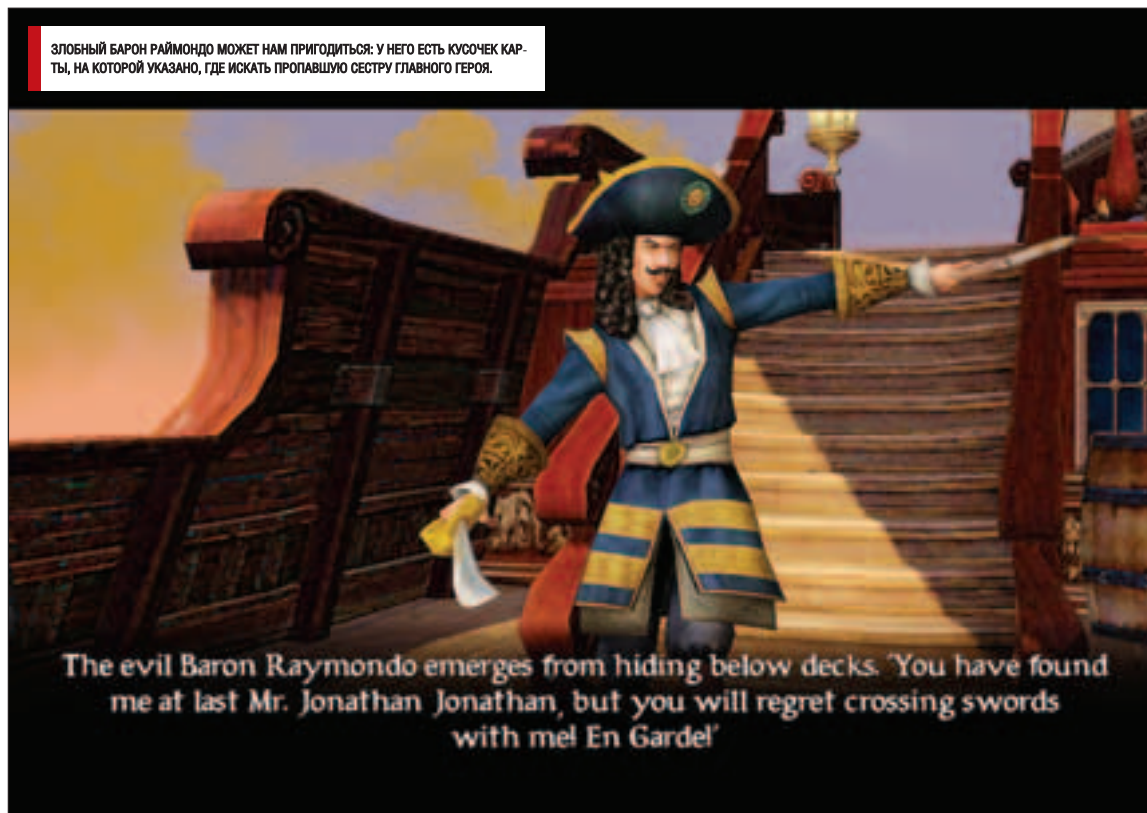 ЗЛОБНЫЙ БАРОН РАЙМОНДО МОЖЕТ НАМ ПРИГОДИТЬСЯ: У НЕГО ЕСТЬ КУСОЧЕК КАР-
ТЫ, НА КОТОРОЙ УКАЗАНО, ГДЕ ИСКАТЬ ПРОПАВШУЮ СЕСТРУ ГЛАВНОГО ГЕРОЯ.
The evil Baron Raymondo emerges from hiding below decks. 'You have found
me at last Mr. Jonathan Jonathan, but you will regret crossing swords
with me! En Garde!'